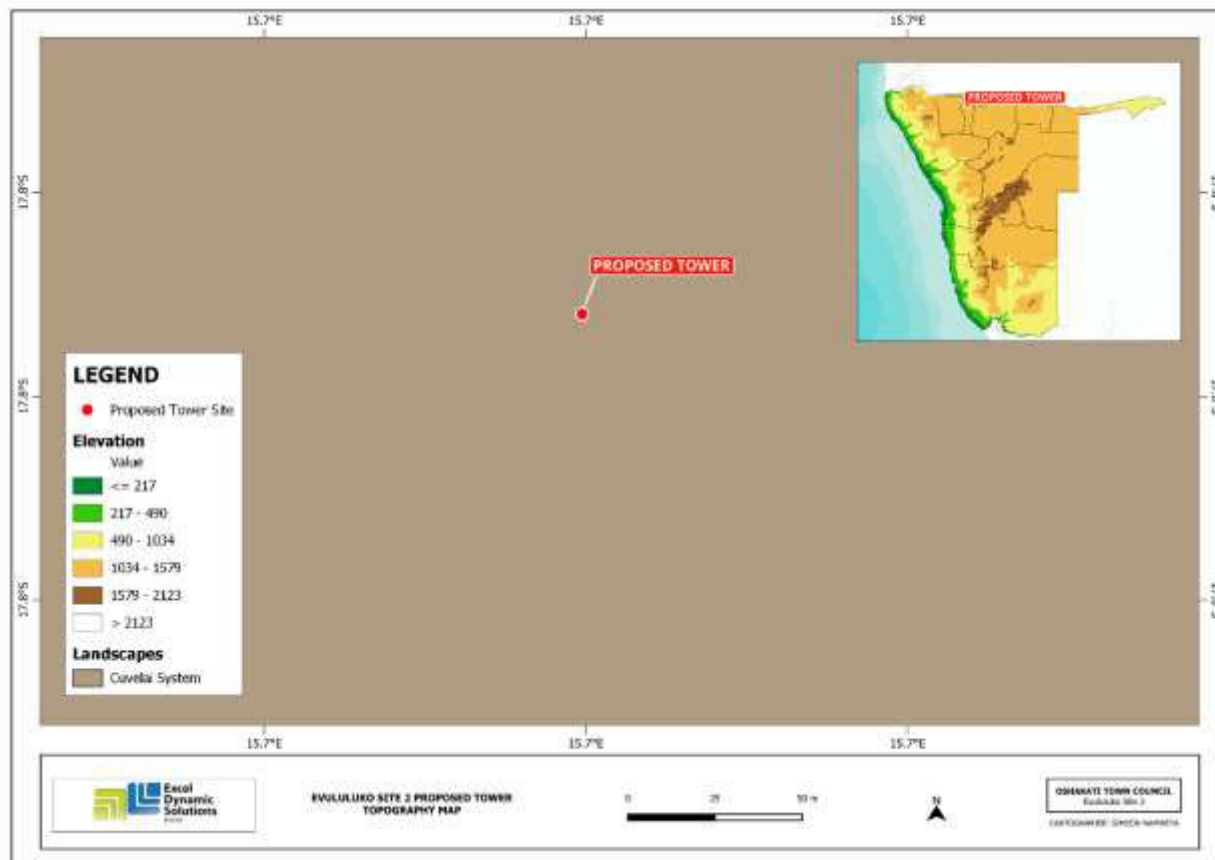 15.7°E 15.7°E 15.7°E
PROPOSED TOWER
17.8°S
PROPOSED TOWER
17.8°S
LEGEND
Proposed Tower Site
Elevation
Value
<= 217
217 - 490
490 - 1034
1034 - 1579
1579 - 2123
> 2123
17.8°S
Landscapes
Cuvelai System
15.7°E 15.7°E 15.7°E
Excel
Dynamic
Solutions
EVULULUKO SITE 2 PROPOSED TOWER
TOPOGRAPHY MAP
0 25 50 m
N
OSHAKATI TOWN COUNCIL
Evululuko Site 2